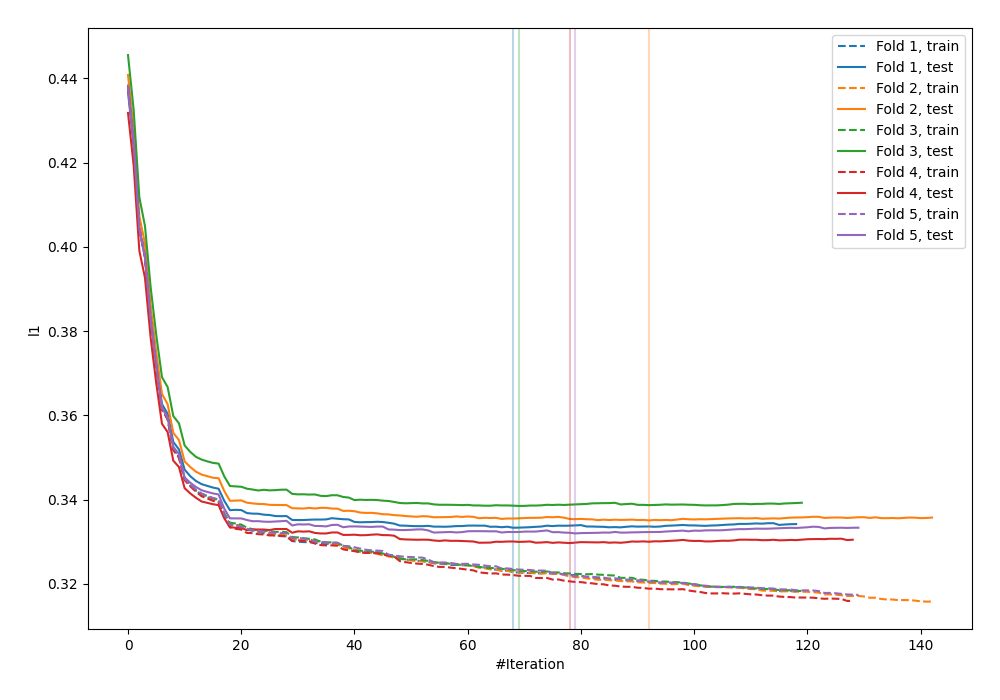 0.44
0.42
0.40
0.38
0.36
0.34
0.32
l1
0
20
40
60
80
100
120
140
#Iteration
Fold 1, train
Fold 1, test
Fold 2, train
Fold 2, test
Fold 3, train
Fold 3, test
Fold 4, train
Fold 4, test
Fold 5, train
Fold 5, test